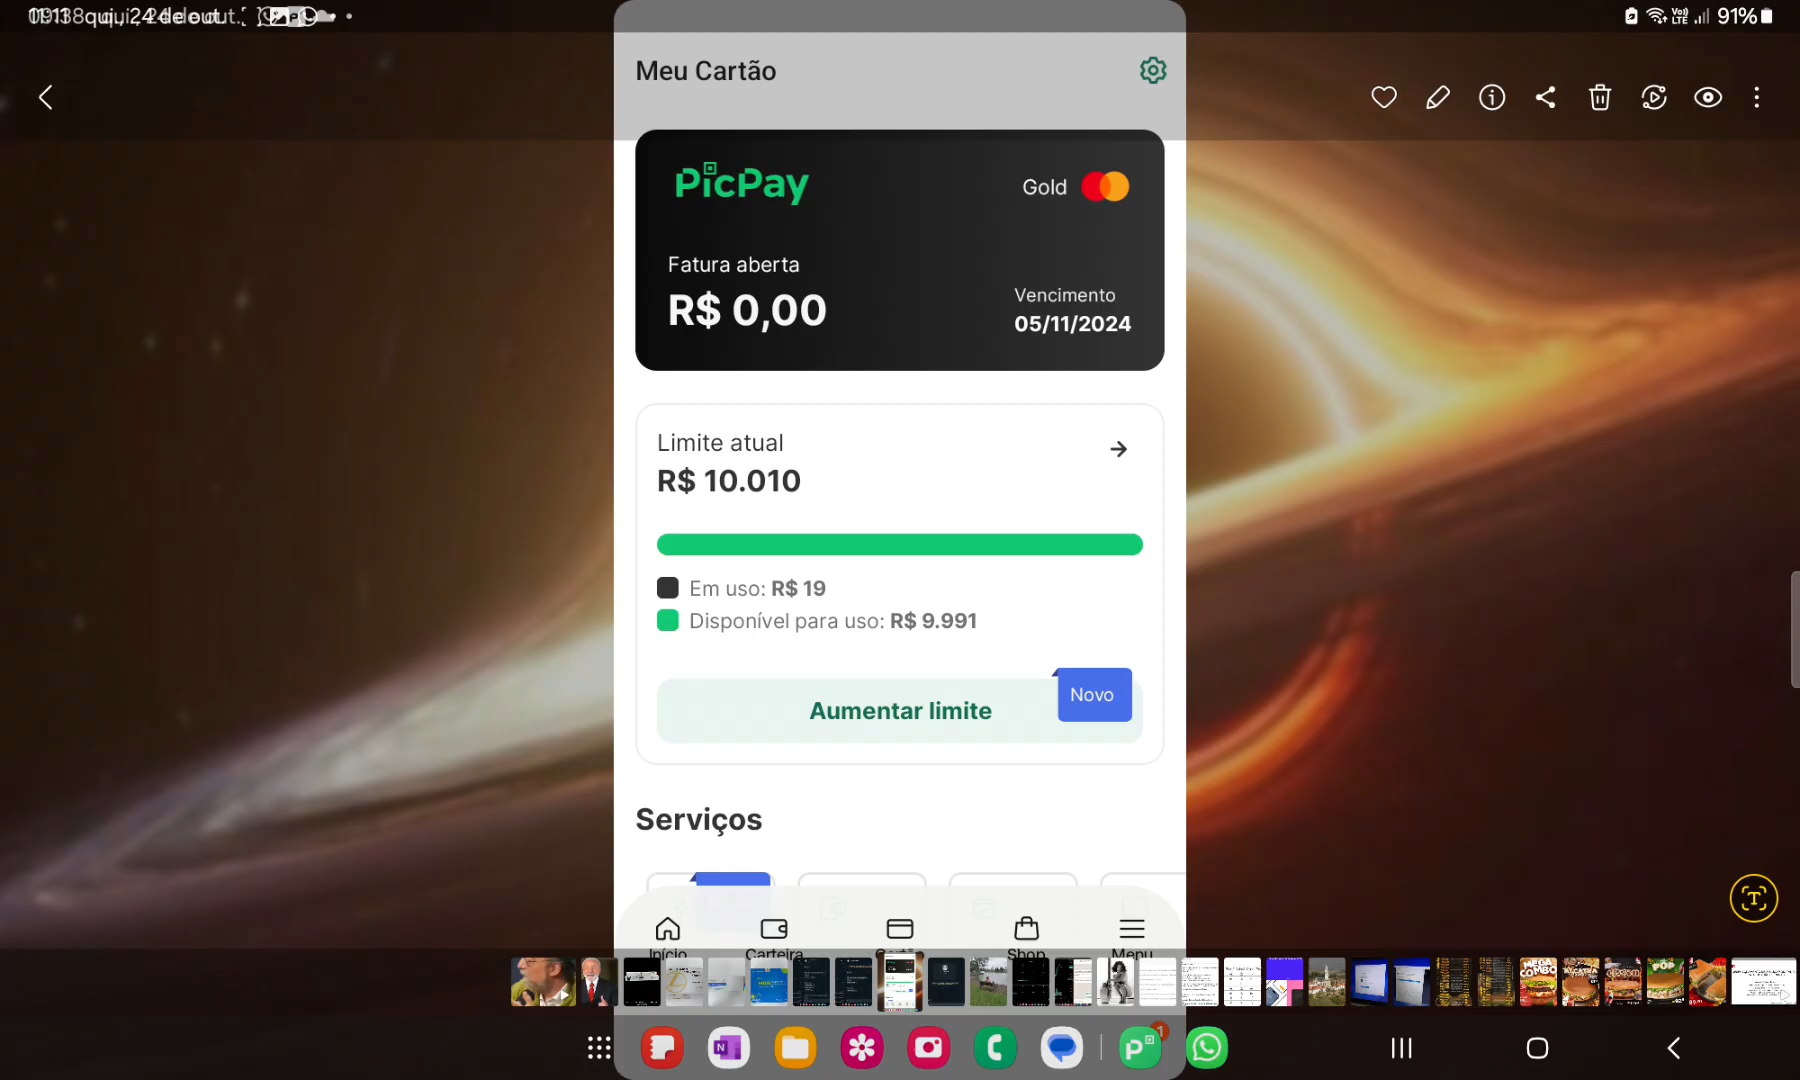 91%
Meu Cartão
PicPay
Gold
Fatura aberta
R$ 0,00
Vencimento
05/11/2024
Limite atual
R$ 10.010
Em uso: R$ 19
Disponível para uso: R$ 9.991
Novo
Aumentar limite
Serviços
Início
Carteira
Shop
Menu
1